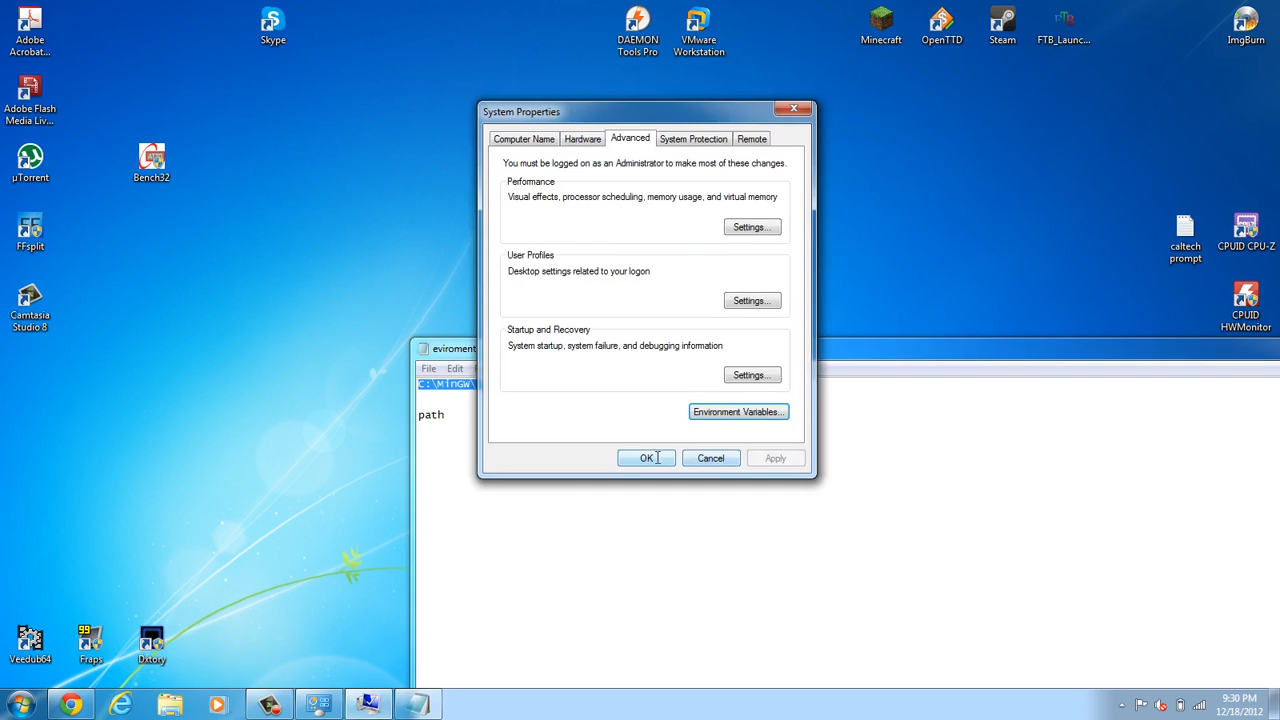 Adobe
Acrobat...
Skype
DAEMON
Tools Pro
VMware
Workstation
Minecraft
OpenTTD
Steam
FTB
FTB_Launc...
ImgBurn
Adobe Flash
Media Liv...
µTorrent
Bench32
FFsplit
Camtasia
Studio 8
caltech
prompt
CPUID CPU-Z
CPUID
HWMonitor
System Properties
Computer Name
Hardware
Advanced
System Protection
Remote
You must be logged on as an Administrator to make most of these changes.
Performance
Visual effects, processor scheduling, memory usage, and virtual memory
Settings...
User Profiles
Desktop settings related to your logon
Settings...
Startup and Recovery
System startup, system failure, and debugging information
Settings...
Environment Variables...
OK
Cancel
Apply
eviroment
File
Edit
C:\MinGW\
path
Veedub64
99
Fraps
Dxtory
9:30 PM
12/18/2012